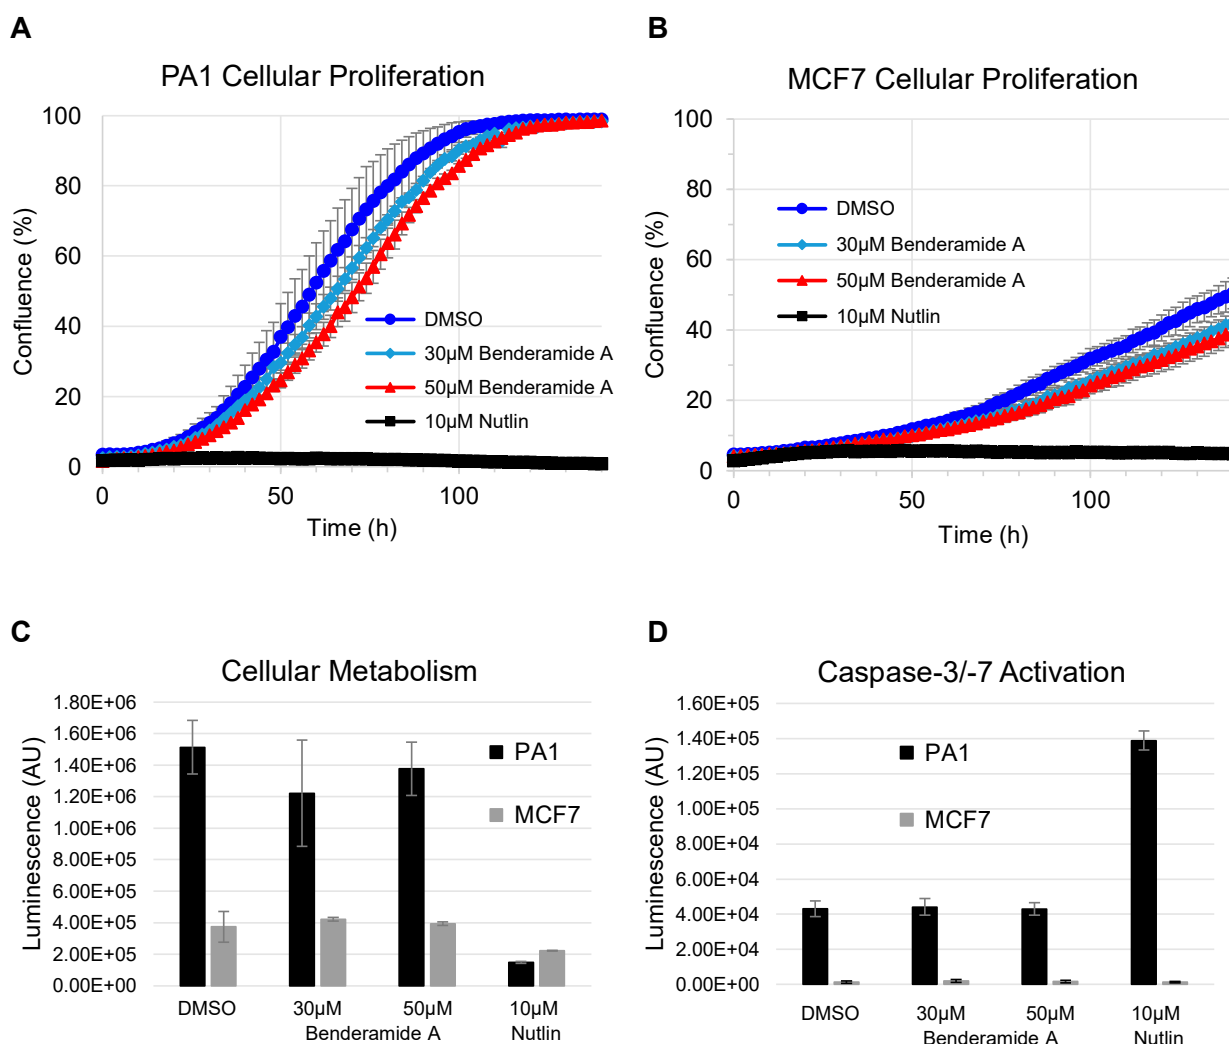 A
PA1 Cellular Proliferation
Confluence (%)
100
80
60
40
20
0
0
50
100
Time (h)
DMSO
30µM Benderamide A
50µM Benderamide A
10µM Nutlin
B
MCF7 Cellular Proliferation
Confluence (%)
100
80
60
40
20
0
0
50
100
Time (h)
DMSO
30µM Benderamide A
50µM Benderamide A
10µM Nutlin
C
Cellular Metabolism
Luminescence (AU)
1.80E+06
1.60E+06
1.40E+06
1.20E+06
1.00E+06
8.00E+05
6.00E+05
4.00E+05
2.00E+05
0.00E+00
PA1
MCF7
DMSO
30µM
50µM
10µM
Benderamide A
Nutlin
D
Caspase-3/-7 Activation
Luminescence (AU)
1.60E+05
1.40E+05
1.20E+05
1.00E+05
8.00E+04
6.00E+04
4.00E+04
2.00E+04
0.00E+00
PA1
MCF7
DMSO
30µM
50µM
10µM
Benderamide A
Nutlin